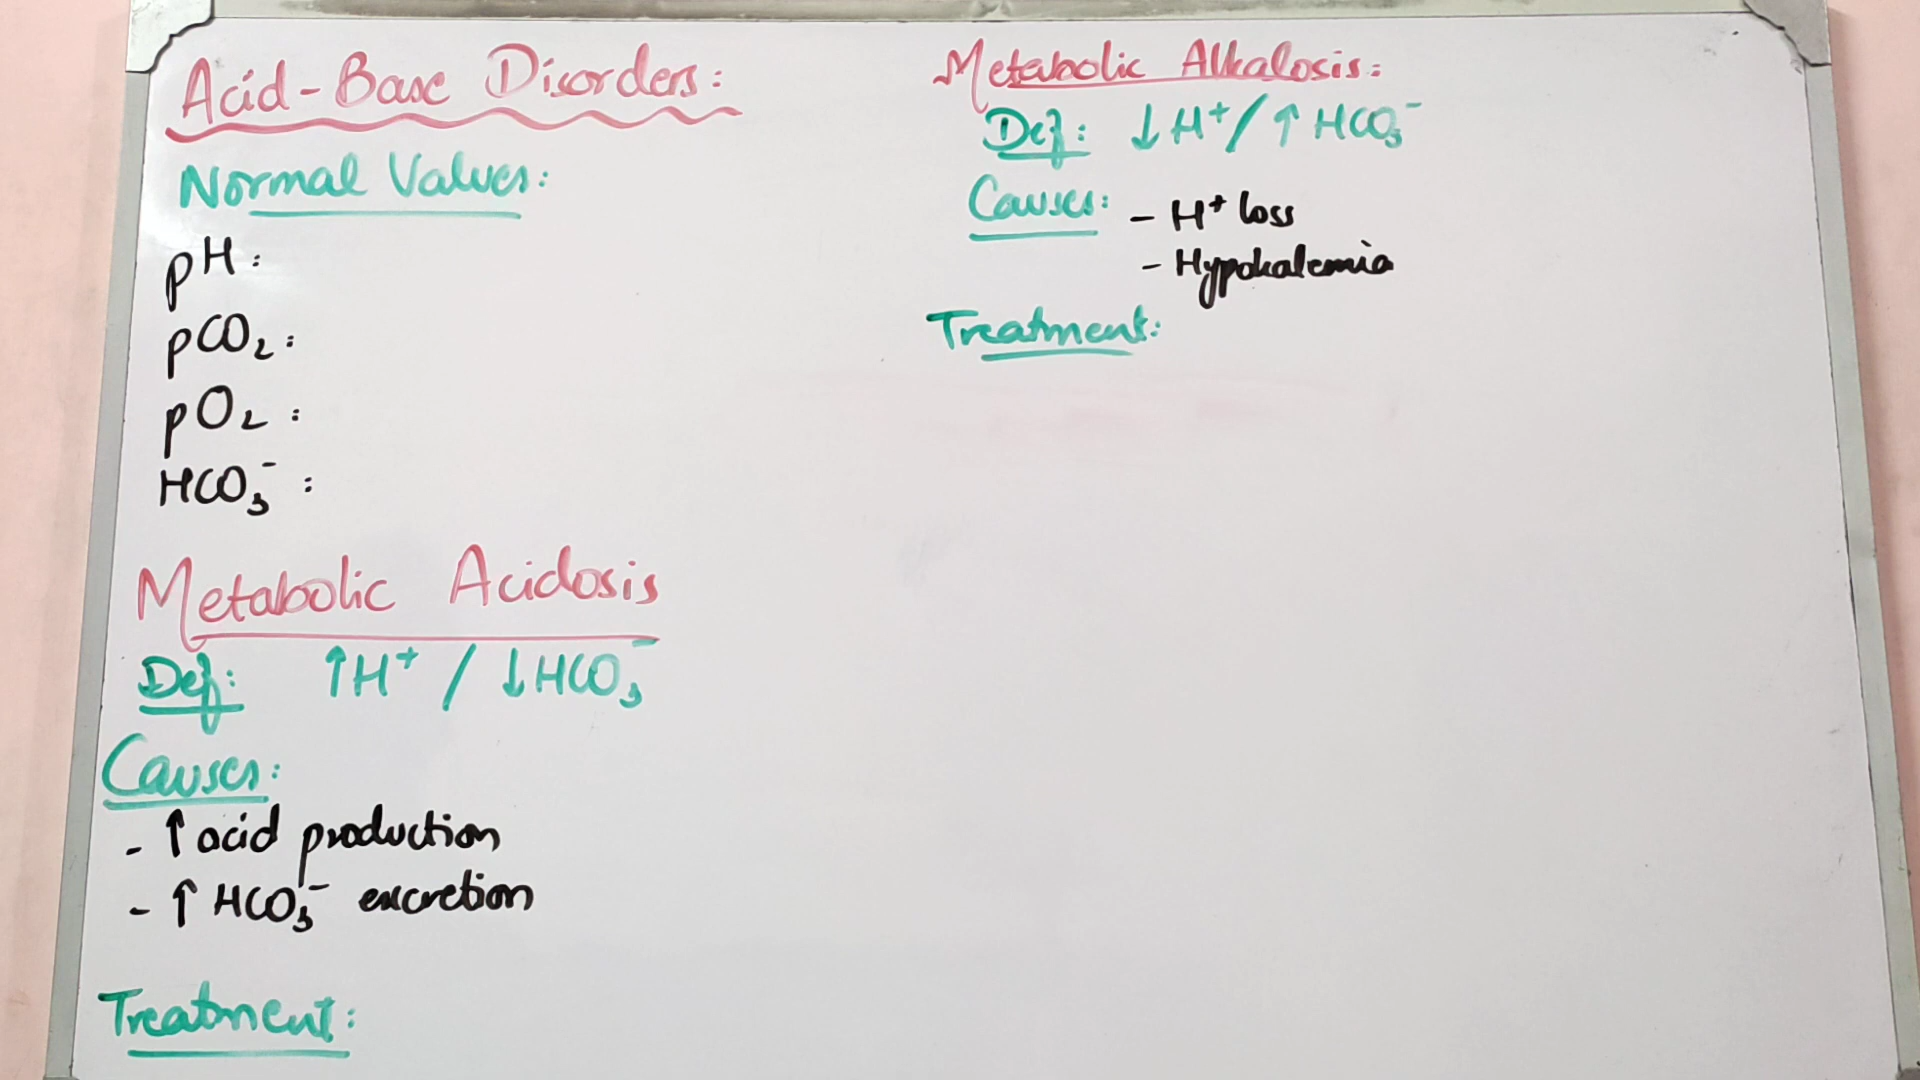 Acid-Base Disorders:
Normal Values:
pH:
pCO₂:
pO₂:
HCO₃⁻:
Metabolic Acidosis
Def: ↑H⁺ / ↓HCO₃⁻
Causes:
- ↑ acid production
- ↑ HCO₃⁻ excretion
Treatment:
Metabolic Alkalosis:
Def: ↓H⁺/↑HCO₃⁻
Causes: - H⁺ loss
- Hypokalemia
Treatment: